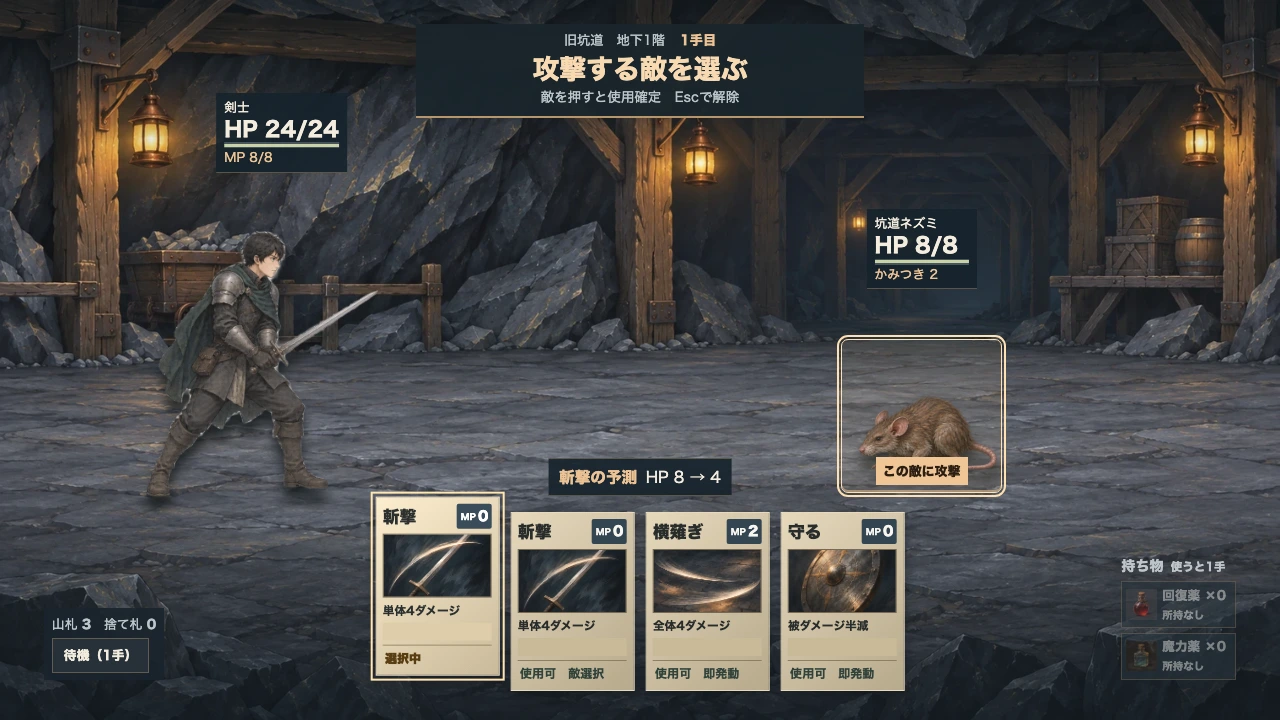 旧坑道　地下1階　1手目
攻撃する敵を選ぶ
敵を押すと使用確定　Escで解除
剣士
HP 24/24
MP 8/8
坑道ネズミ
HP 8/8
かみつき 2
この敵に攻撃
斬撃の予測 HP 8 → 4
斬撃 MP 0
単体4ダメージ
選択中
斬撃 MP 0
単体4ダメージ
使用可　敵選択
横薙ぎ MP 2
全体4ダメージ
使用可　即発動
守る MP 0
被ダメージ半減
使用可　即発動
山札 3　捨て札 0
待機（1手）
持ち物 使うと1手
回復薬 ×0
所持なし
魔力薬 ×0
所持なし